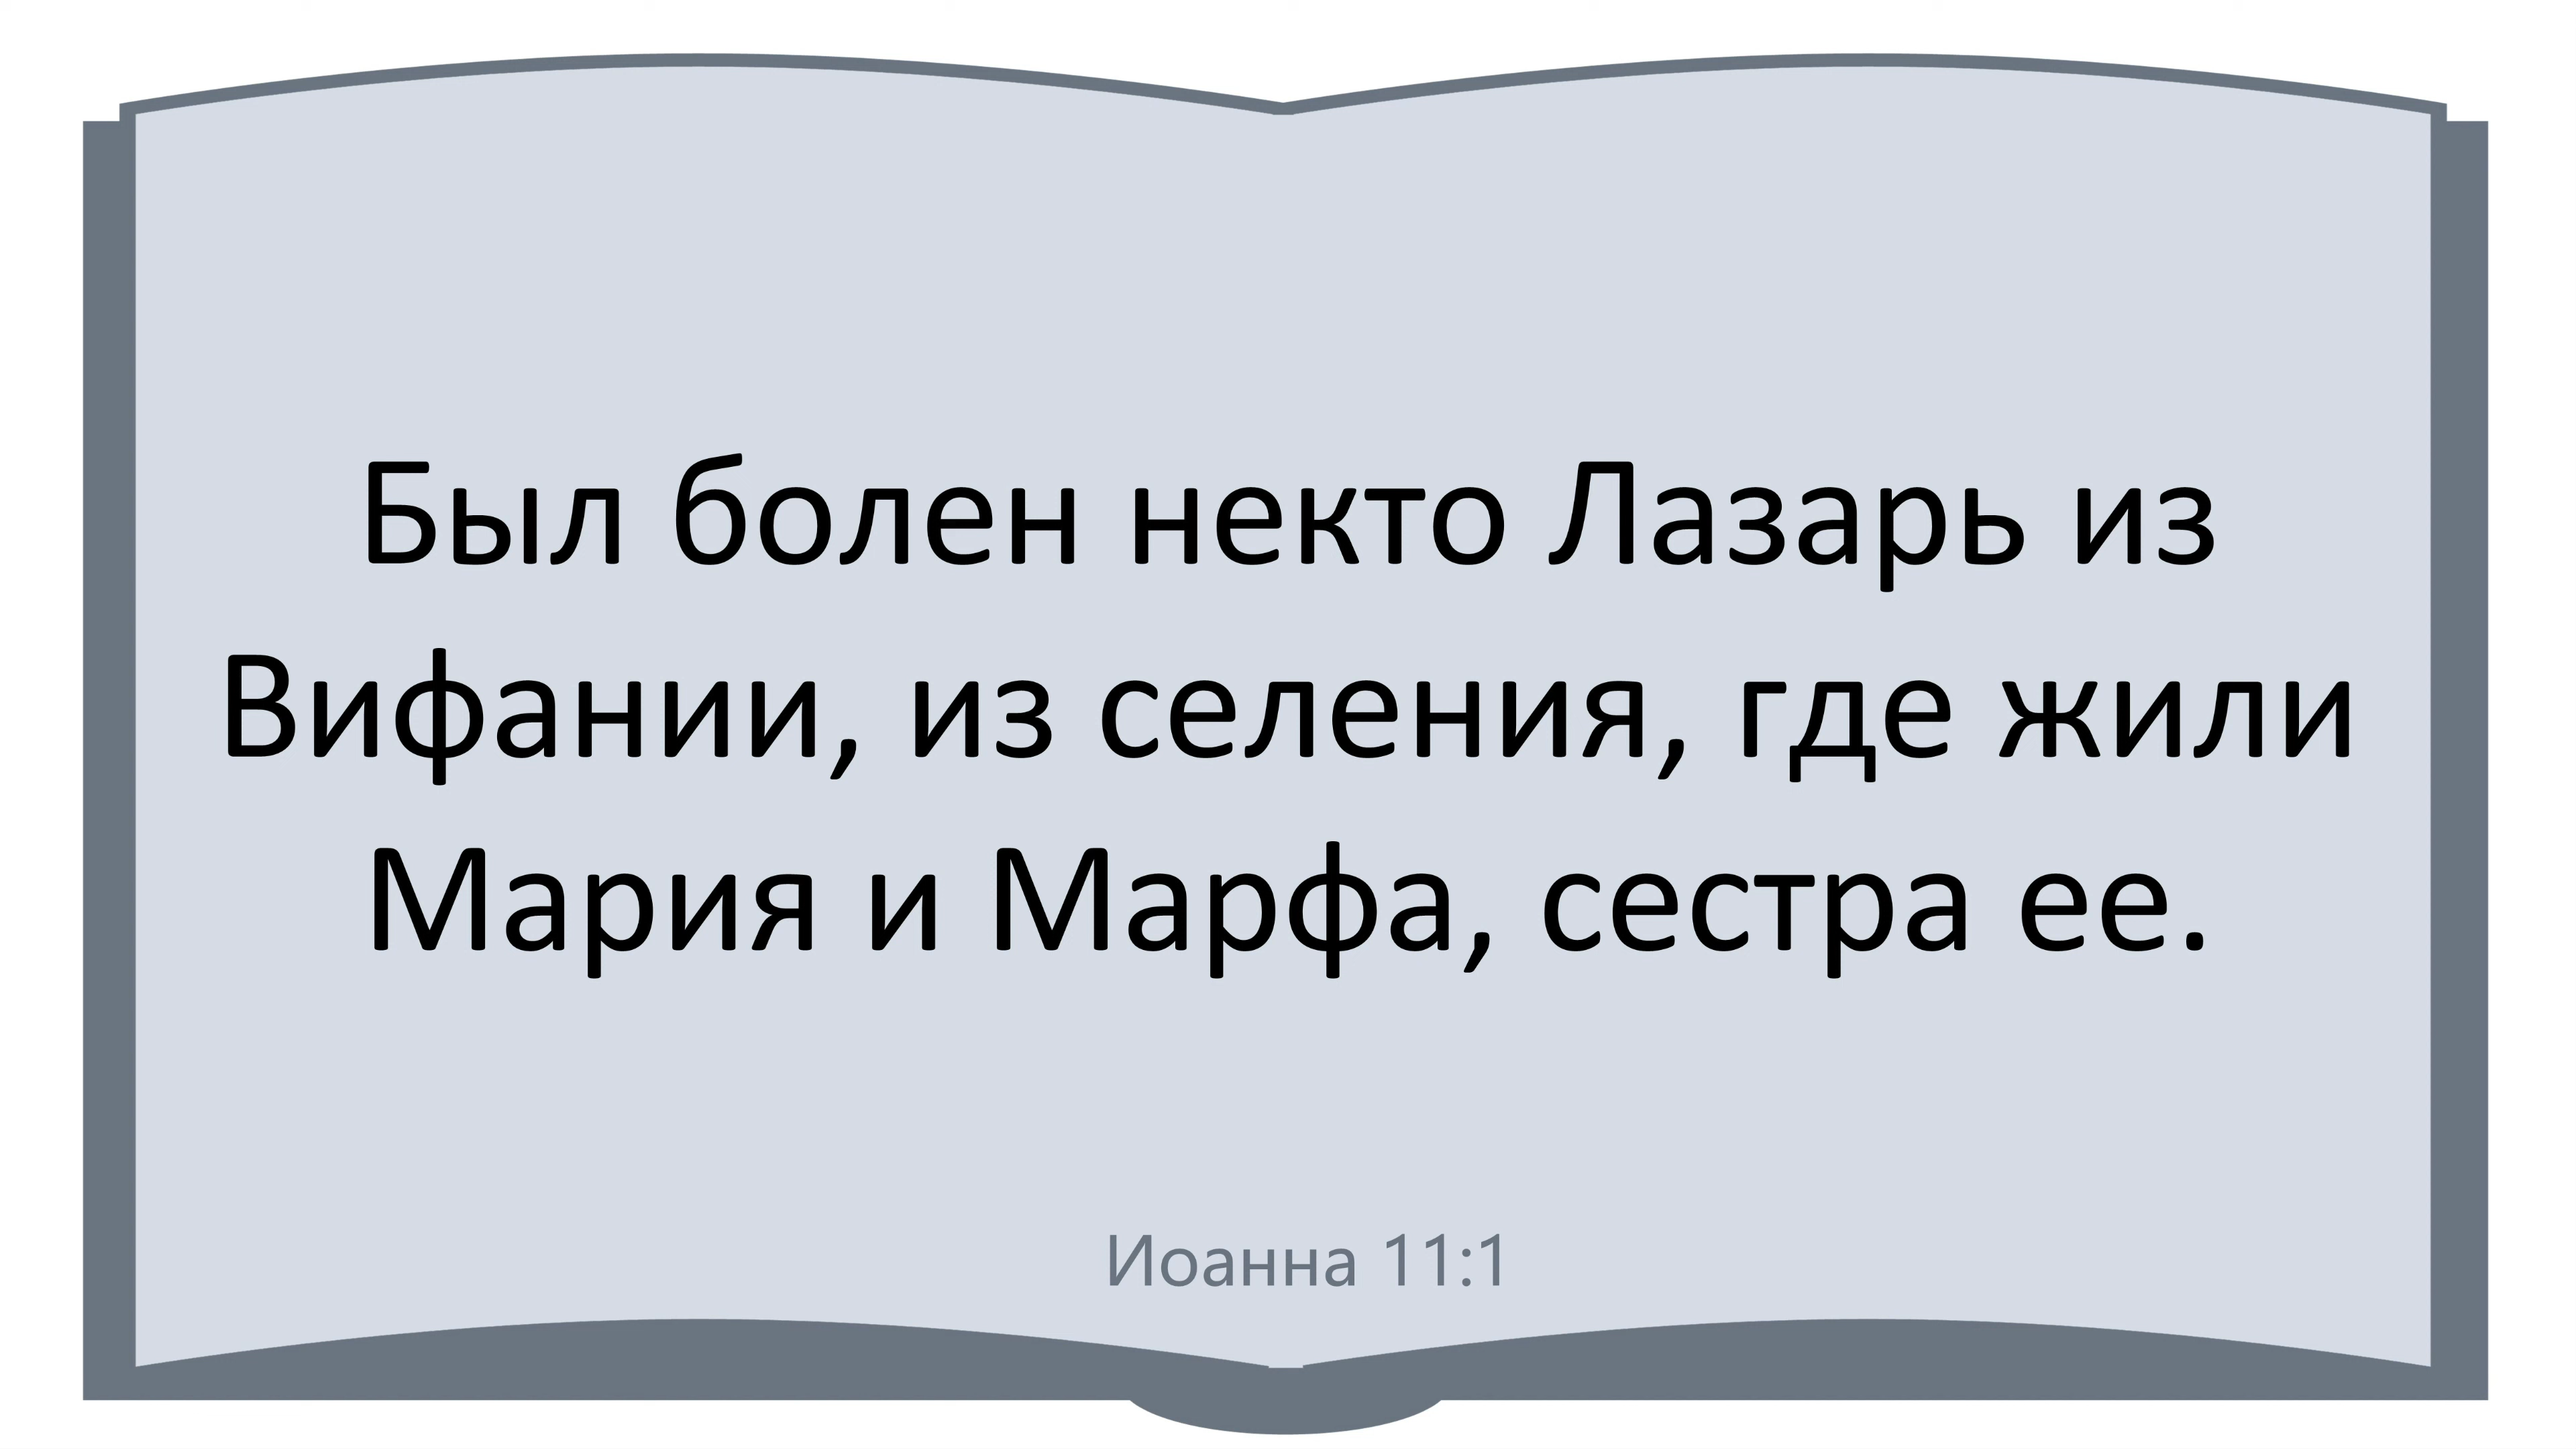 Был болен некто Лазарь из
Вифании, из селения, где жили
Мария и Марфа, сестра ее.
Иоанна 11:1